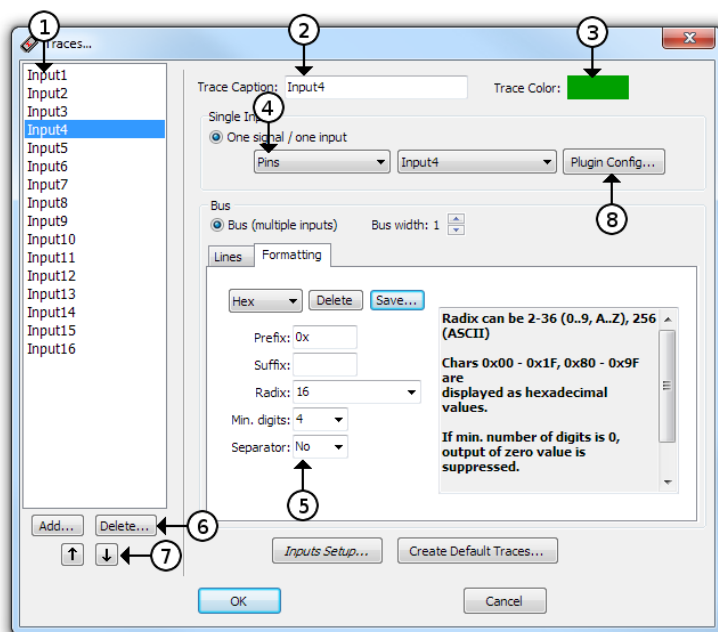 1
2
3
Traces...
Input1
Input2
Input3
Input4
Input5
Input6
Input7
Input8
Input9
Input10
Input11
Input12
Input13
Input14
Input15
Input16
Add... Delete...
6
7
Trace Caption: Input4 Trace Color:
4
Single
One signal / one input
Pins Input4 Plugin Config...
8
Bus
Bus (multiple inputs) Bus width: 1
Lines Formatting
Hex Delete Save...
Prefix: 0x
Suffix:
Radix: 16
Min. digits: 4
Separator: No
5
Radix can be 2-36 (0..9, A..Z), 256
(ASCII)
Chars 0x00 - 0x1F, 0x80 - 0x9F
are
displayed as hexadecimal
values.
If min. number of digits is 0,
output of zero value is
suppressed.
Inputs Setup... Create Default Traces...
OK Cancel